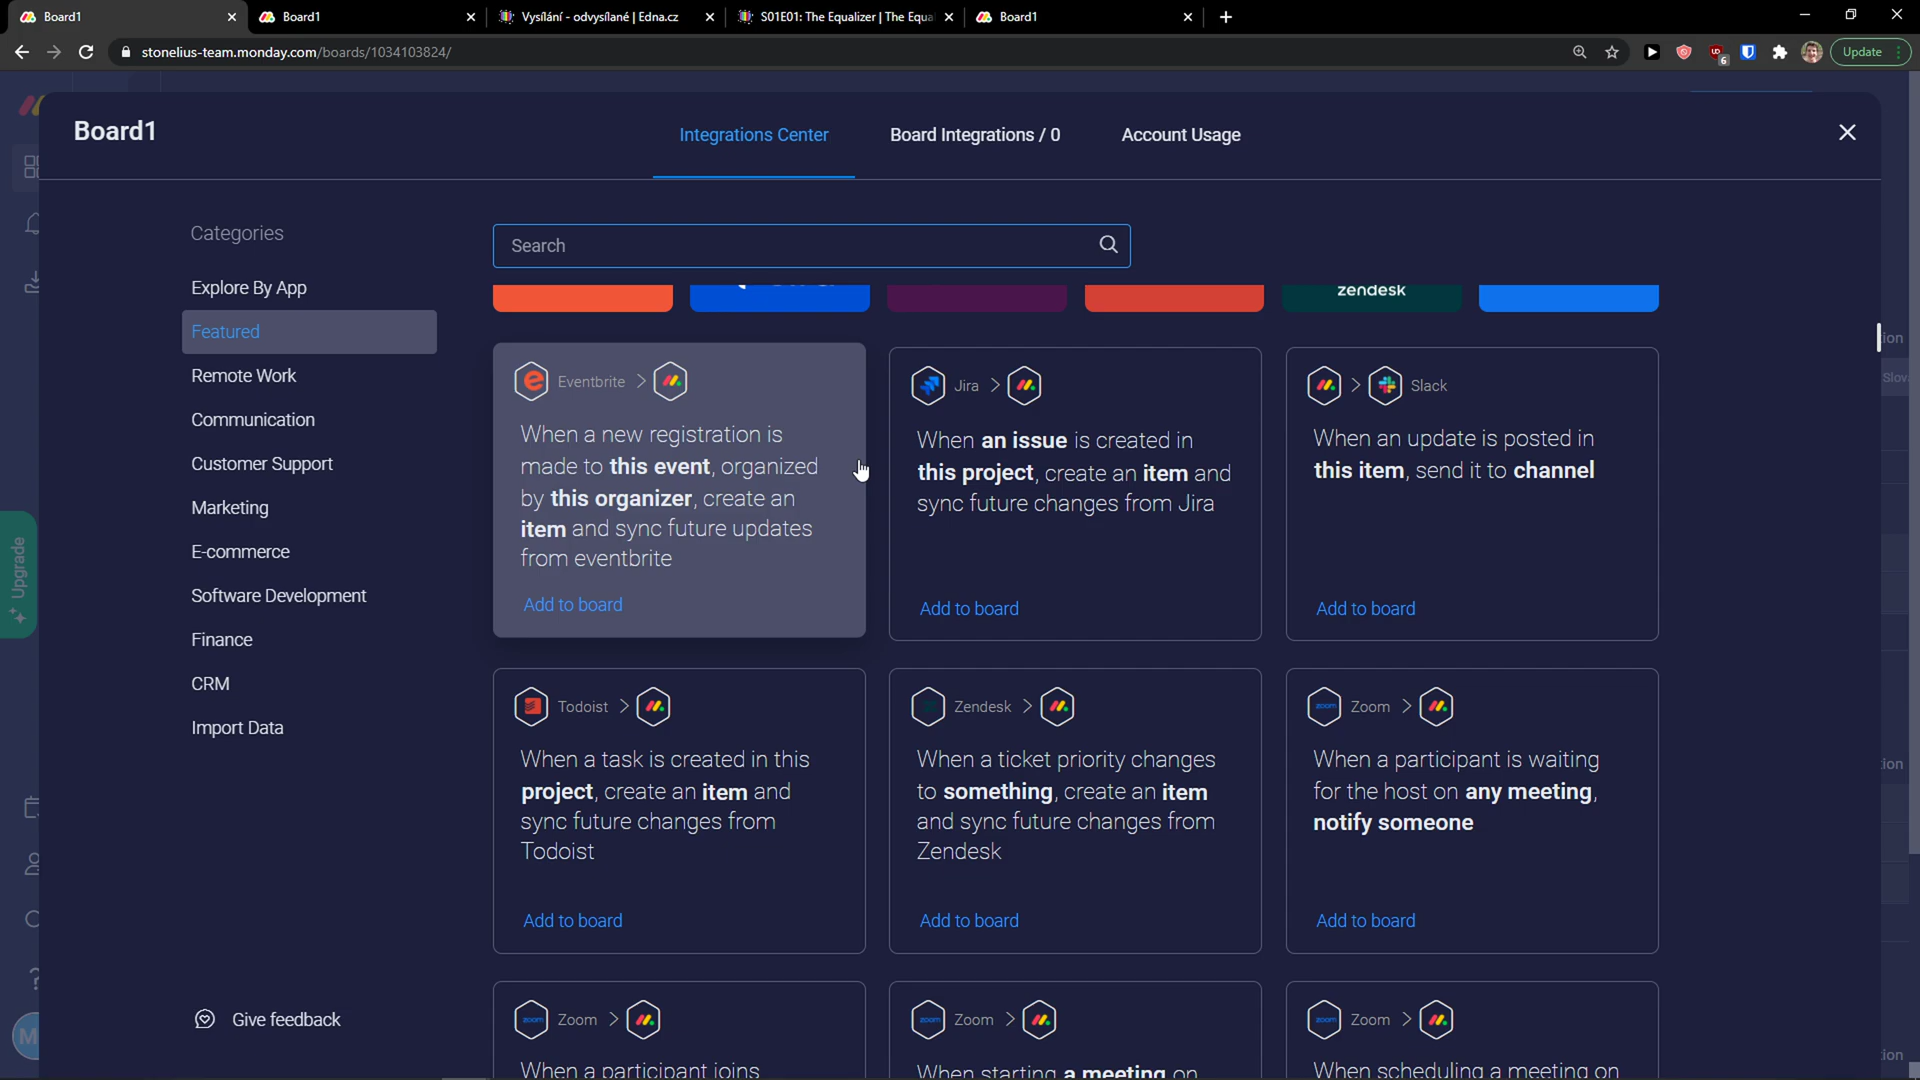 Board1
Board1
Vysílání - odvysílané | Edna.cz
S01E01: The Equalizer | The Equa
Board1
stonelius-team.monday.com/boards/1034103824/
6
Update
Board1
Integrations Center
Board Integrations / 0
Account Usage
Categories
Search
Explore By App
zendesk
Featured
Remote Work
Communication
Customer Support
Marketing
E-commerce
Software Development
Finance
CRM
Import Data
Give feedback
Upgrade
Eventbrite
When a new registration is
made to this event, organized
by this organizer, create an
item and sync future updates
from eventbrite
Add to board
Jira
When an issue is created in
this project, create an item and
sync future changes from Jira
Add to board
Slack
When an update is posted in
this item, send it to channel
Add to board
Todoist
When a task is created in this
project, create an item and
sync future changes from
Todoist
Add to board
Zendesk
When a ticket priority changes
to something, create an item
and sync future changes from
Zendesk
Add to board
zoom
Zoom
When a participant is waiting
for the host on any meeting,
notify someone
Add to board
zoom
Zoom
When a participant joins
zoom
Zoom
When starting a meeting on
zoom
Zoom
When scheduling a meeting on
M
tion
Slov
tion
tion